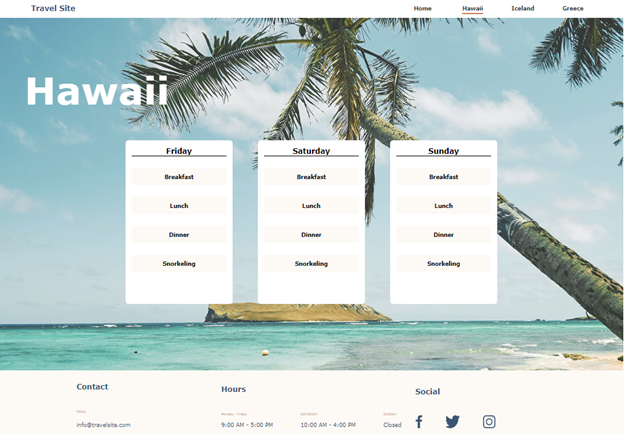 Travel Site Home Hawaii Iceland Greece
Hawaii
Friday Saturday Sunday
Breakfast Breakfast Breakfast
Lunch Lunch Lunch
Dinner Dinner Dinner
Snorkeling Snorkeling Snorkeling
Contact Hours Social
Monday - Friday SATURDAY SUNDAY
info@travelsite.com 9:00 AM - 5:00 PM 10:00 AM - 4:00 PM Closed